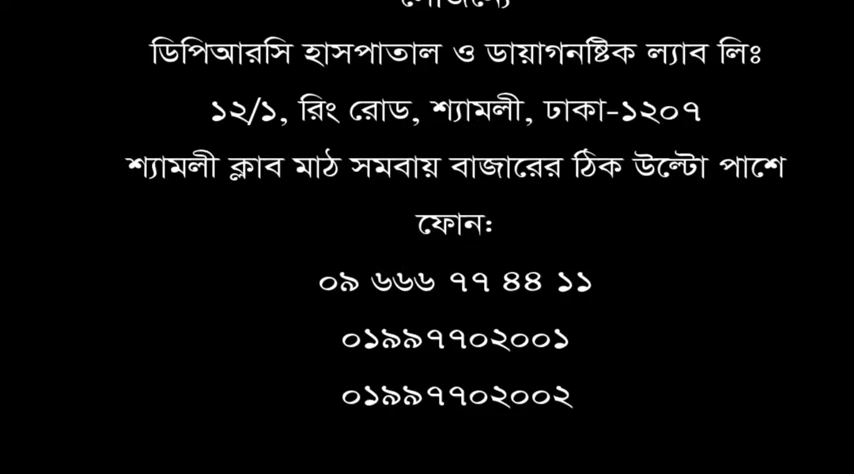 ডিপিআরসি হাসপাতাল ও ডায়াগনষ্টিক ল্যাব লিঃ
১২/১, রিং রোড, শ্যামলী, ঢাকা-১২০৭
শ্যামলী ক্লাব মাঠ সমবায় বাজারের ঠিক উল্টো পাশে
ফোন:
০৯ ৬৬৬ ৭৭ ৪৪ ১১
০১৯৯৭৭০২০০১
০১৯৯৭৭০২০০২